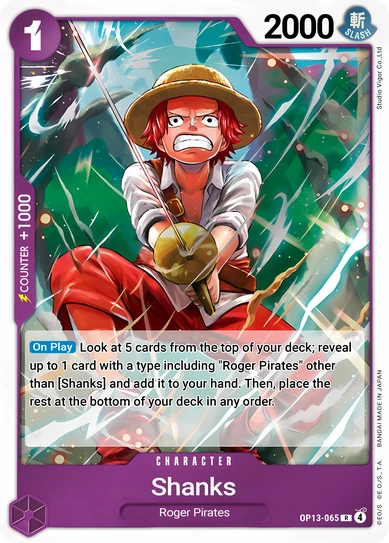 1
2000
斬
SLASH
Studio Vigor Co.,Ltd
COUNTER +1000
On Play Look at 5 cards from the top of your deck; reveal
up to 1 card with a type including "Roger Pirates" other
than [Shanks] and add it to your hand. Then, place the
rest at the bottom of your deck in any order.
CHARACTER
Shanks
Roger Pirates
OP13-065 R 4
©E.O/S ©E.O./S., T.A. BANDAI MADE IN JAPAN